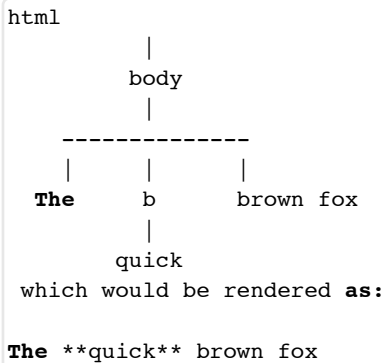 html
|
body
|
--------------
| | |
The b brown fox
|
quick
which would be rendered as:
The **quick** brown fox